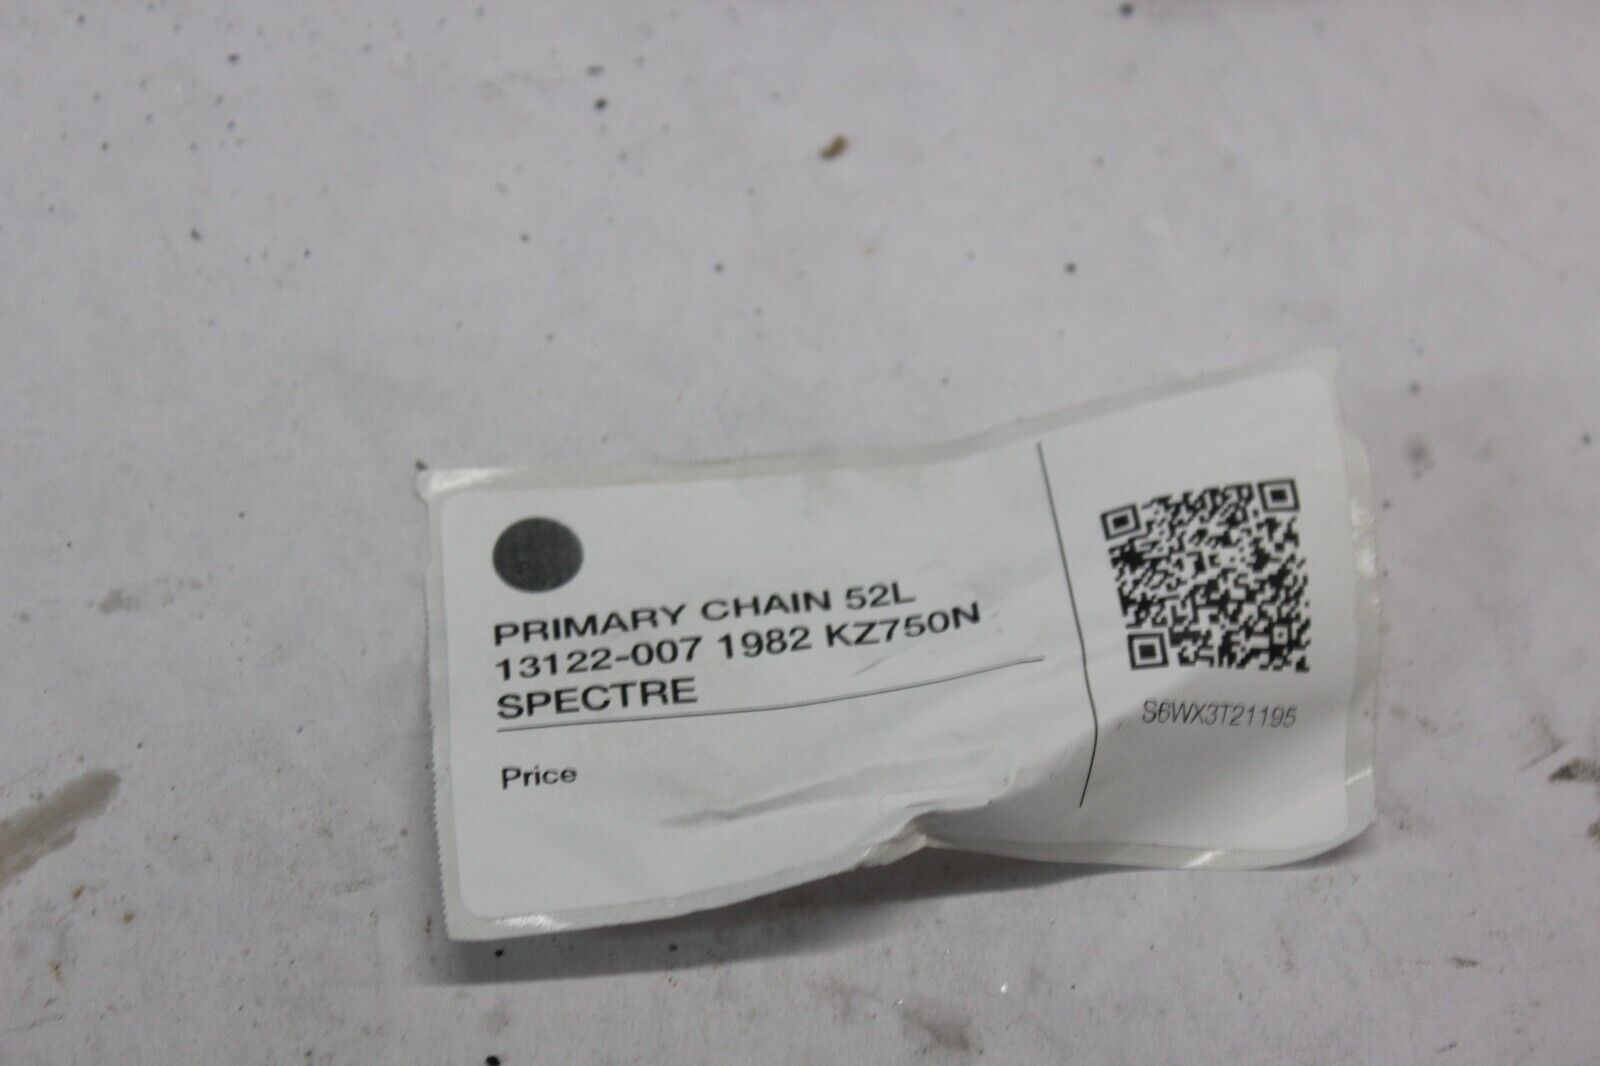 PRIMARY CHAIN 52L
13122-007 1982 KZ750N
SPECTRE
Price
S6WX3T21195